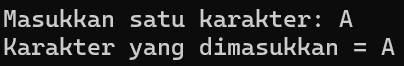 Masukkan satu karakter: A
Karakter yang dimasukkan = A